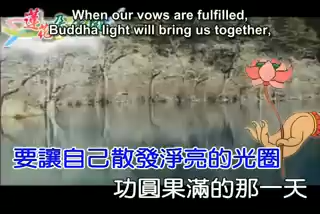 When our vows are fulfilled,
Buddha light will bring us together,
要讓自己散發淨亮的光圈
功圓果滿的那一天